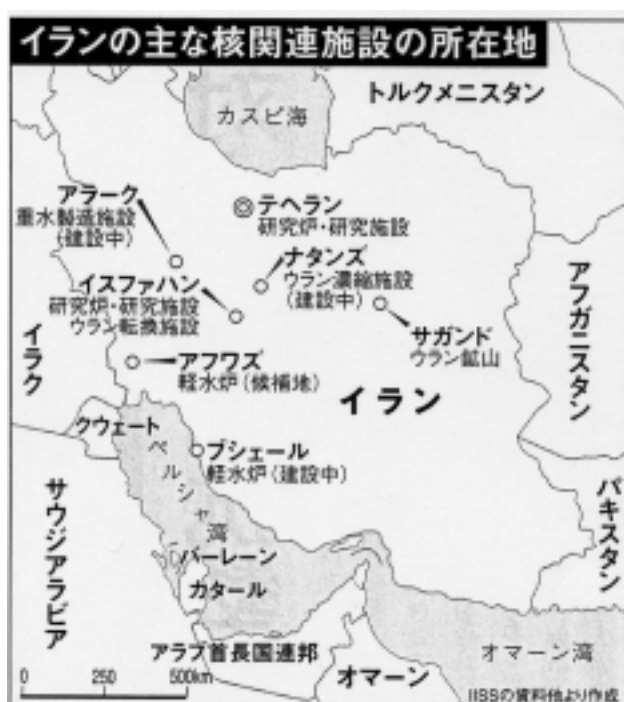 イランの主な核関連施設の所在地
トルクメニスタン
カスピ海
アラーク
重水製造施設
(建設中)
テヘラン
研究炉・研究施設
ナタンズ
ウラン濃縮施設
(建設中)
イスファハン
研究炉・研究施設
ウラン転換施設
サガンド
ウラン鉱山
アフガニスタン
イラク
アフワズ
軽水炉(候補地)
イラン
クウェート
ペルシャ湾
ブシェール
軽水炉(建設中)
サウジアラビア
パキスタン
バーレーン
カタール
アラブ首長国連邦
オマーン
オマーン湾
0 250 500km
IISSの資料他より作成